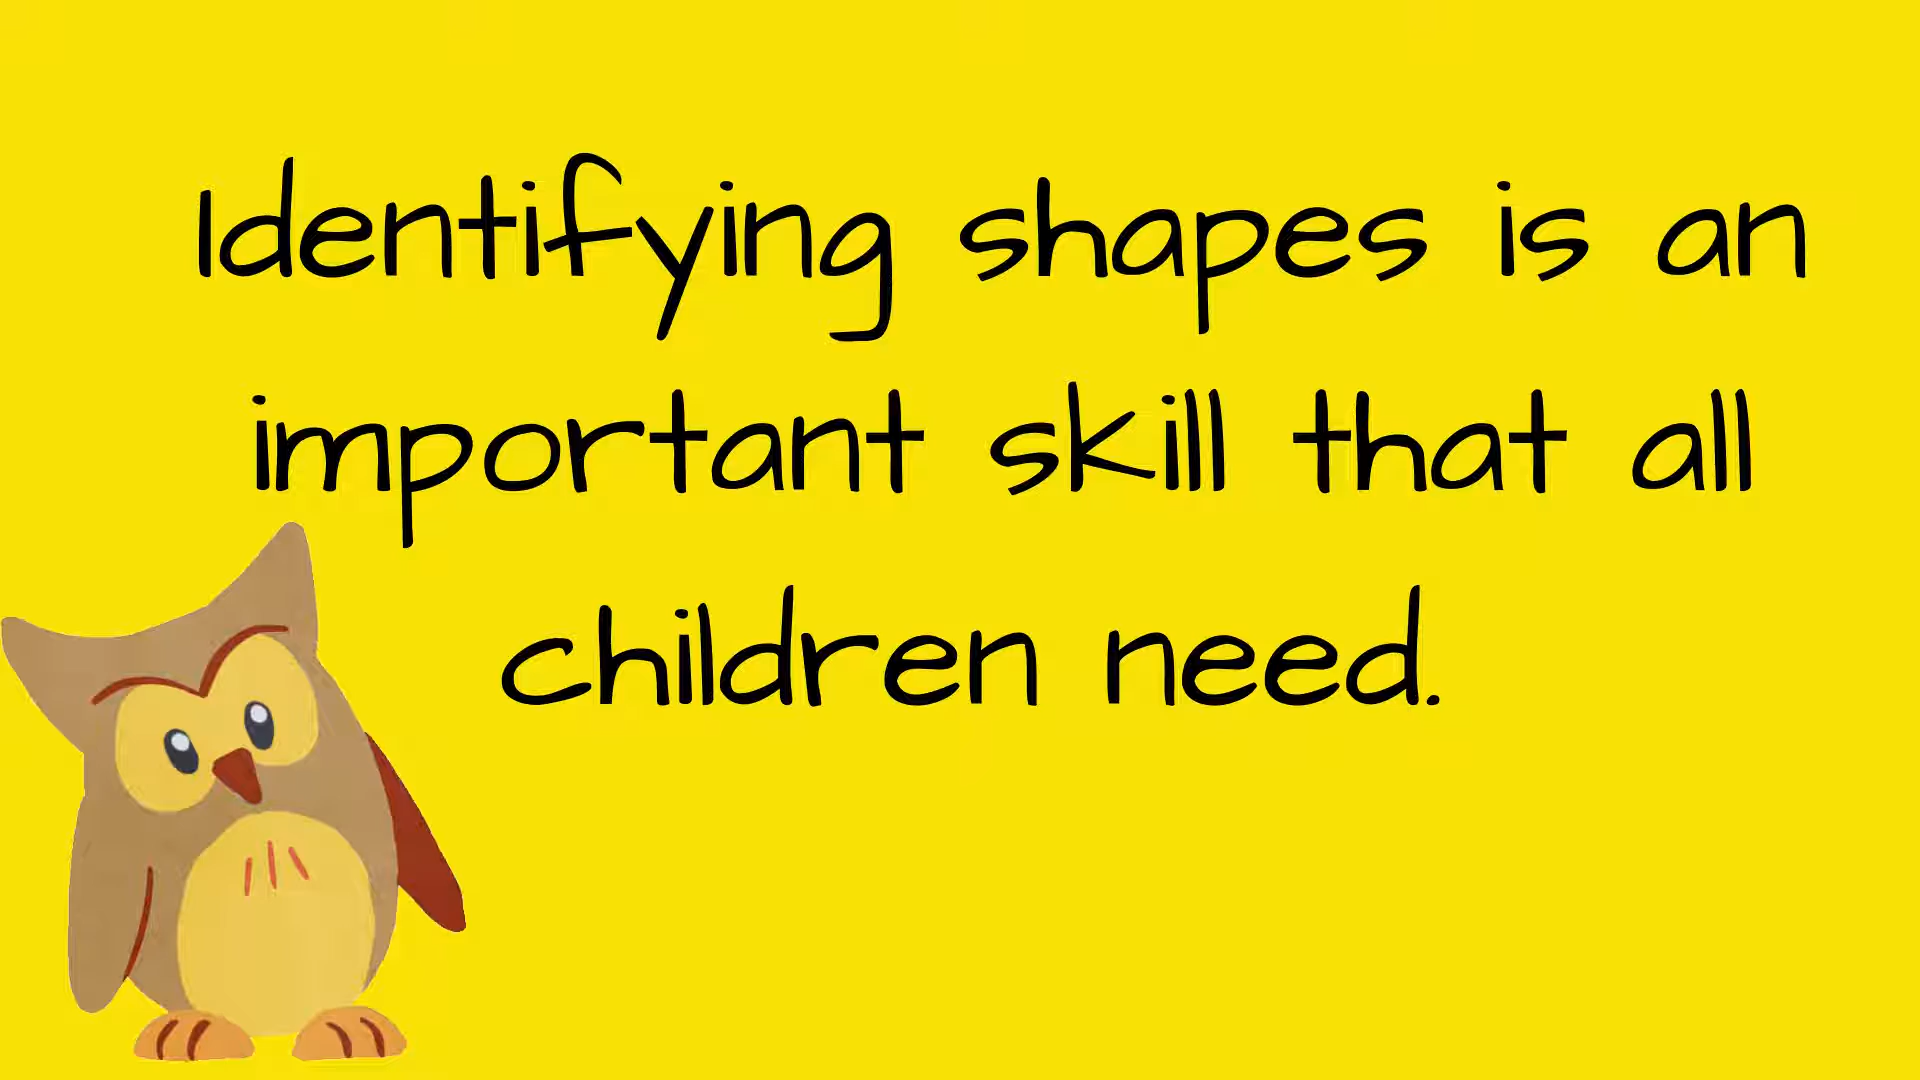 Identifying shapes is an
important skill that all
children need.